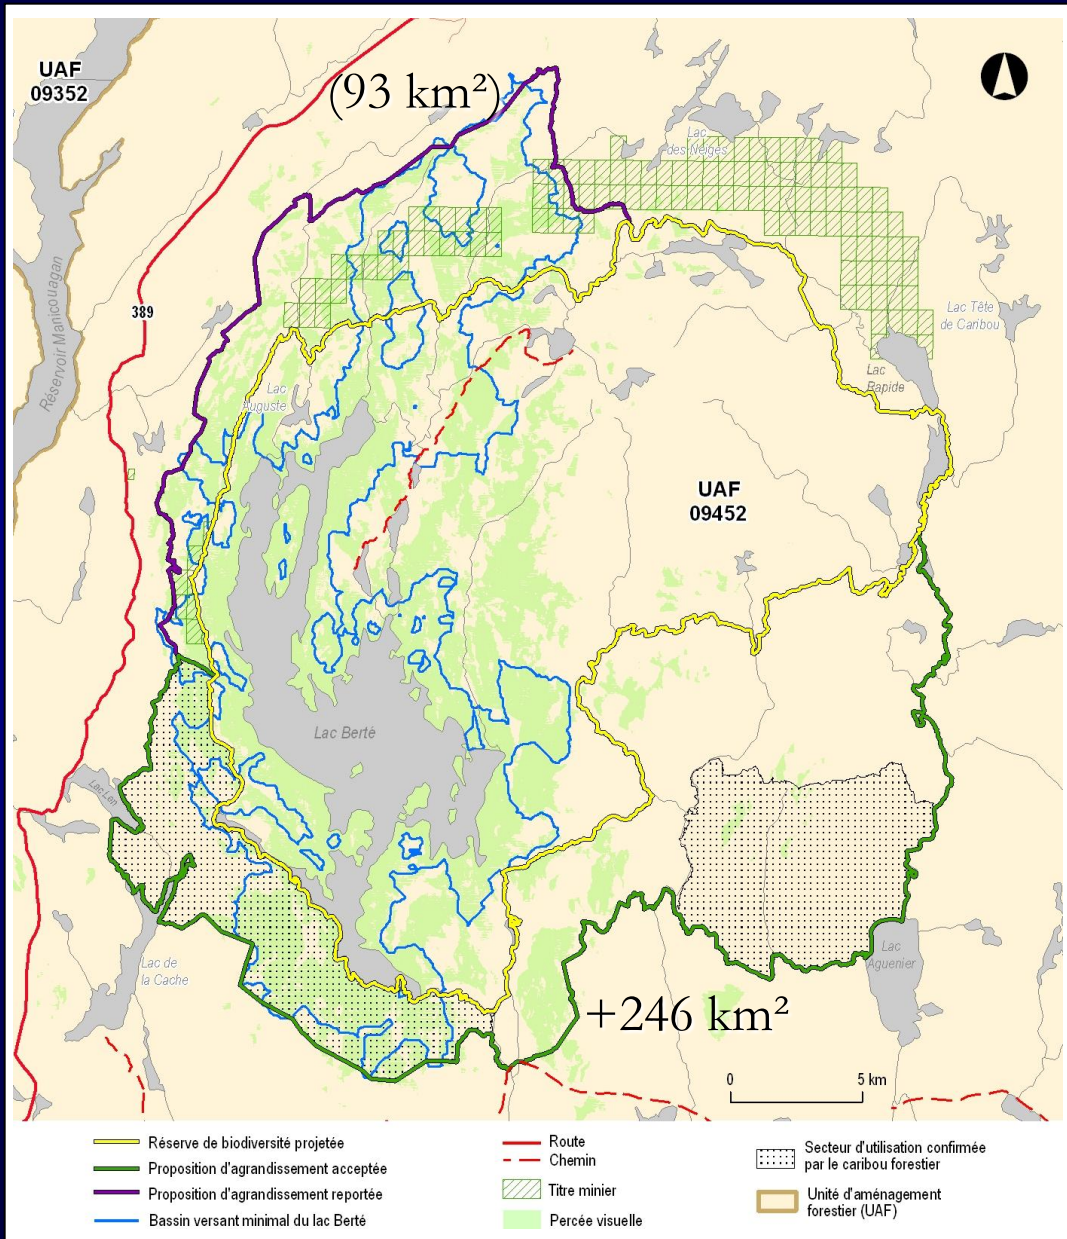 UAF
09352
(93 km²)
Lac
des Neiges
Réservoir Manicouagan
389
Lac Tête
de Caribou
Lac
Rapide
Lac
Auguste
UAF
09452
Lac Berté
Lac Len
Lac de
la Cache
Lac
Aguenier
+246 km²
0 5 km
Réserve de biodiversité projetée
Proposition d'agrandissement acceptée
Proposition d'agrandissement reportée
Bassin versant minimal du lac Berté
Route
Chemin
Titre minier
Percée visuelle
Secteur d'utilisation confirmée
par le caribou forestier
Unité d'aménagement
forestier (UAF)